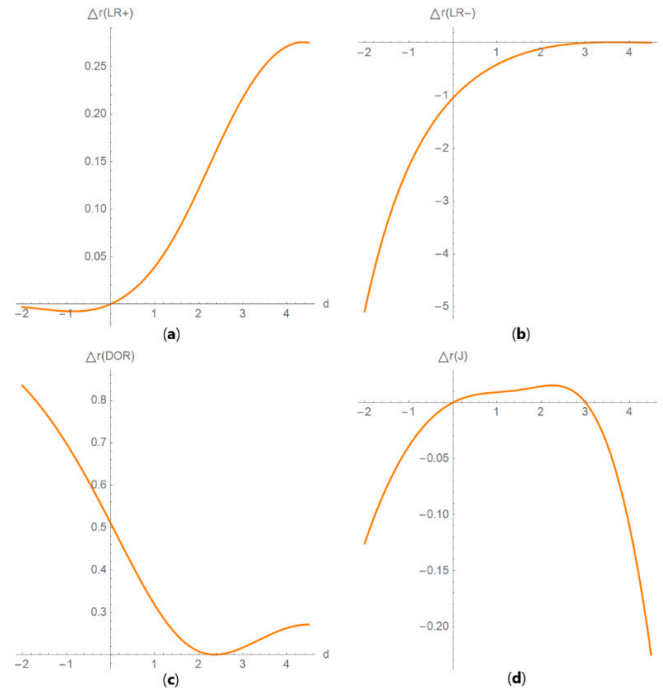 △r(LR+)
0.25
0.20
0.15
0.10
0.05
-2 -1 1 2 3 4 d
(a)
△r(LR−)
-2 -1 0 1 2 3 4
-1
-2
-3
-4
-5
(b)
△r(DOR)
0.8
0.7
0.6
0.5
0.4
0.3
-2 -1 0 1 2 3 4 d
(c)
△r(J)
-2 -1 0 1 2 3 4
-0.05
-0.10
-0.15
-0.20
(d)